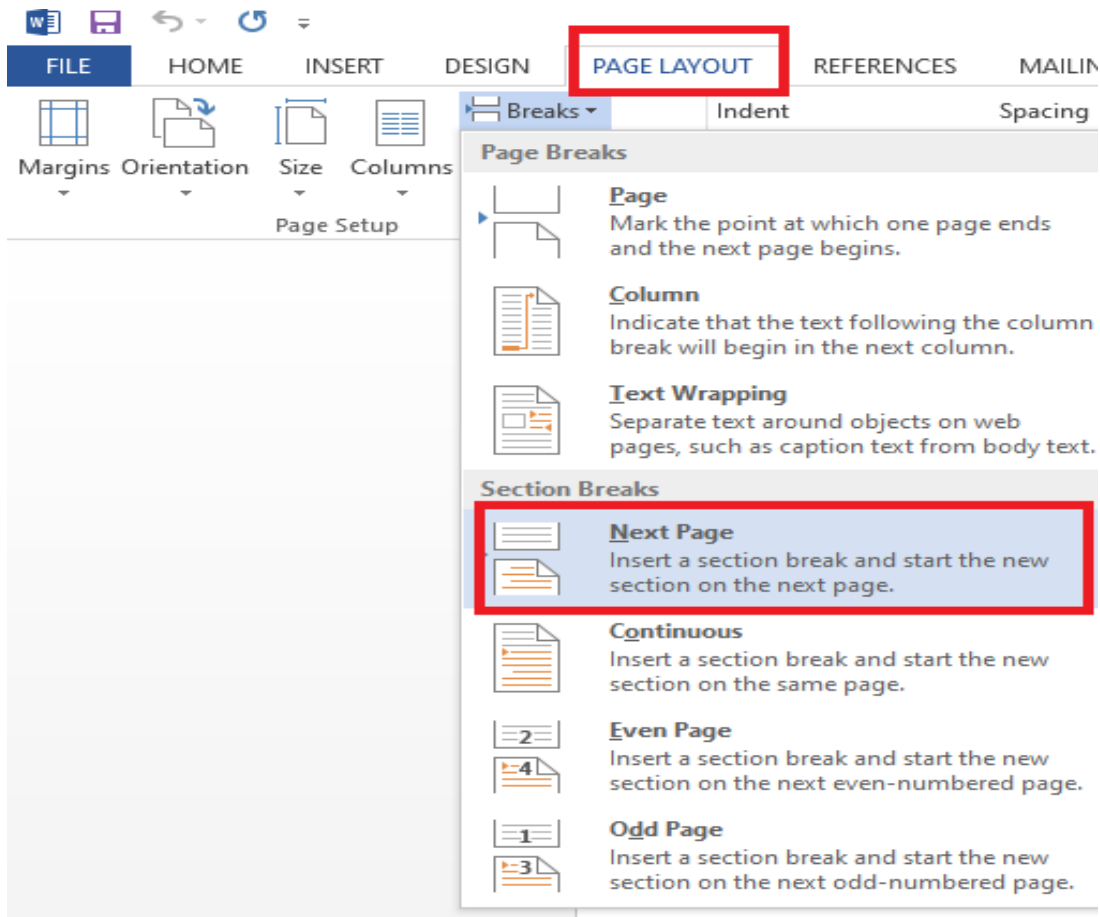 FILE HOME INSERT DESIGN PAGE LAYOUT REFERENCES MAILIN
Breaks Indent Spacing
Margins Orientation Size Columns
Page Setup
Page Breaks
Page
Mark the point at which one page ends
and the next page begins.
Column
Indicate that the text following the column
break will begin in the next column.
Text Wrapping
Separate text around objects on web
pages, such as caption text from body text.
Section Breaks
Next Page
Insert a section break and start the new
section on the next page.
Continuous
Insert a section break and start the new
section on the same page.
2
4
Even Page
Insert a section break and start the new
section on the next even-numbered page.
1
3
Odd Page
Insert a section break and start the new
section on the next odd-numbered page.